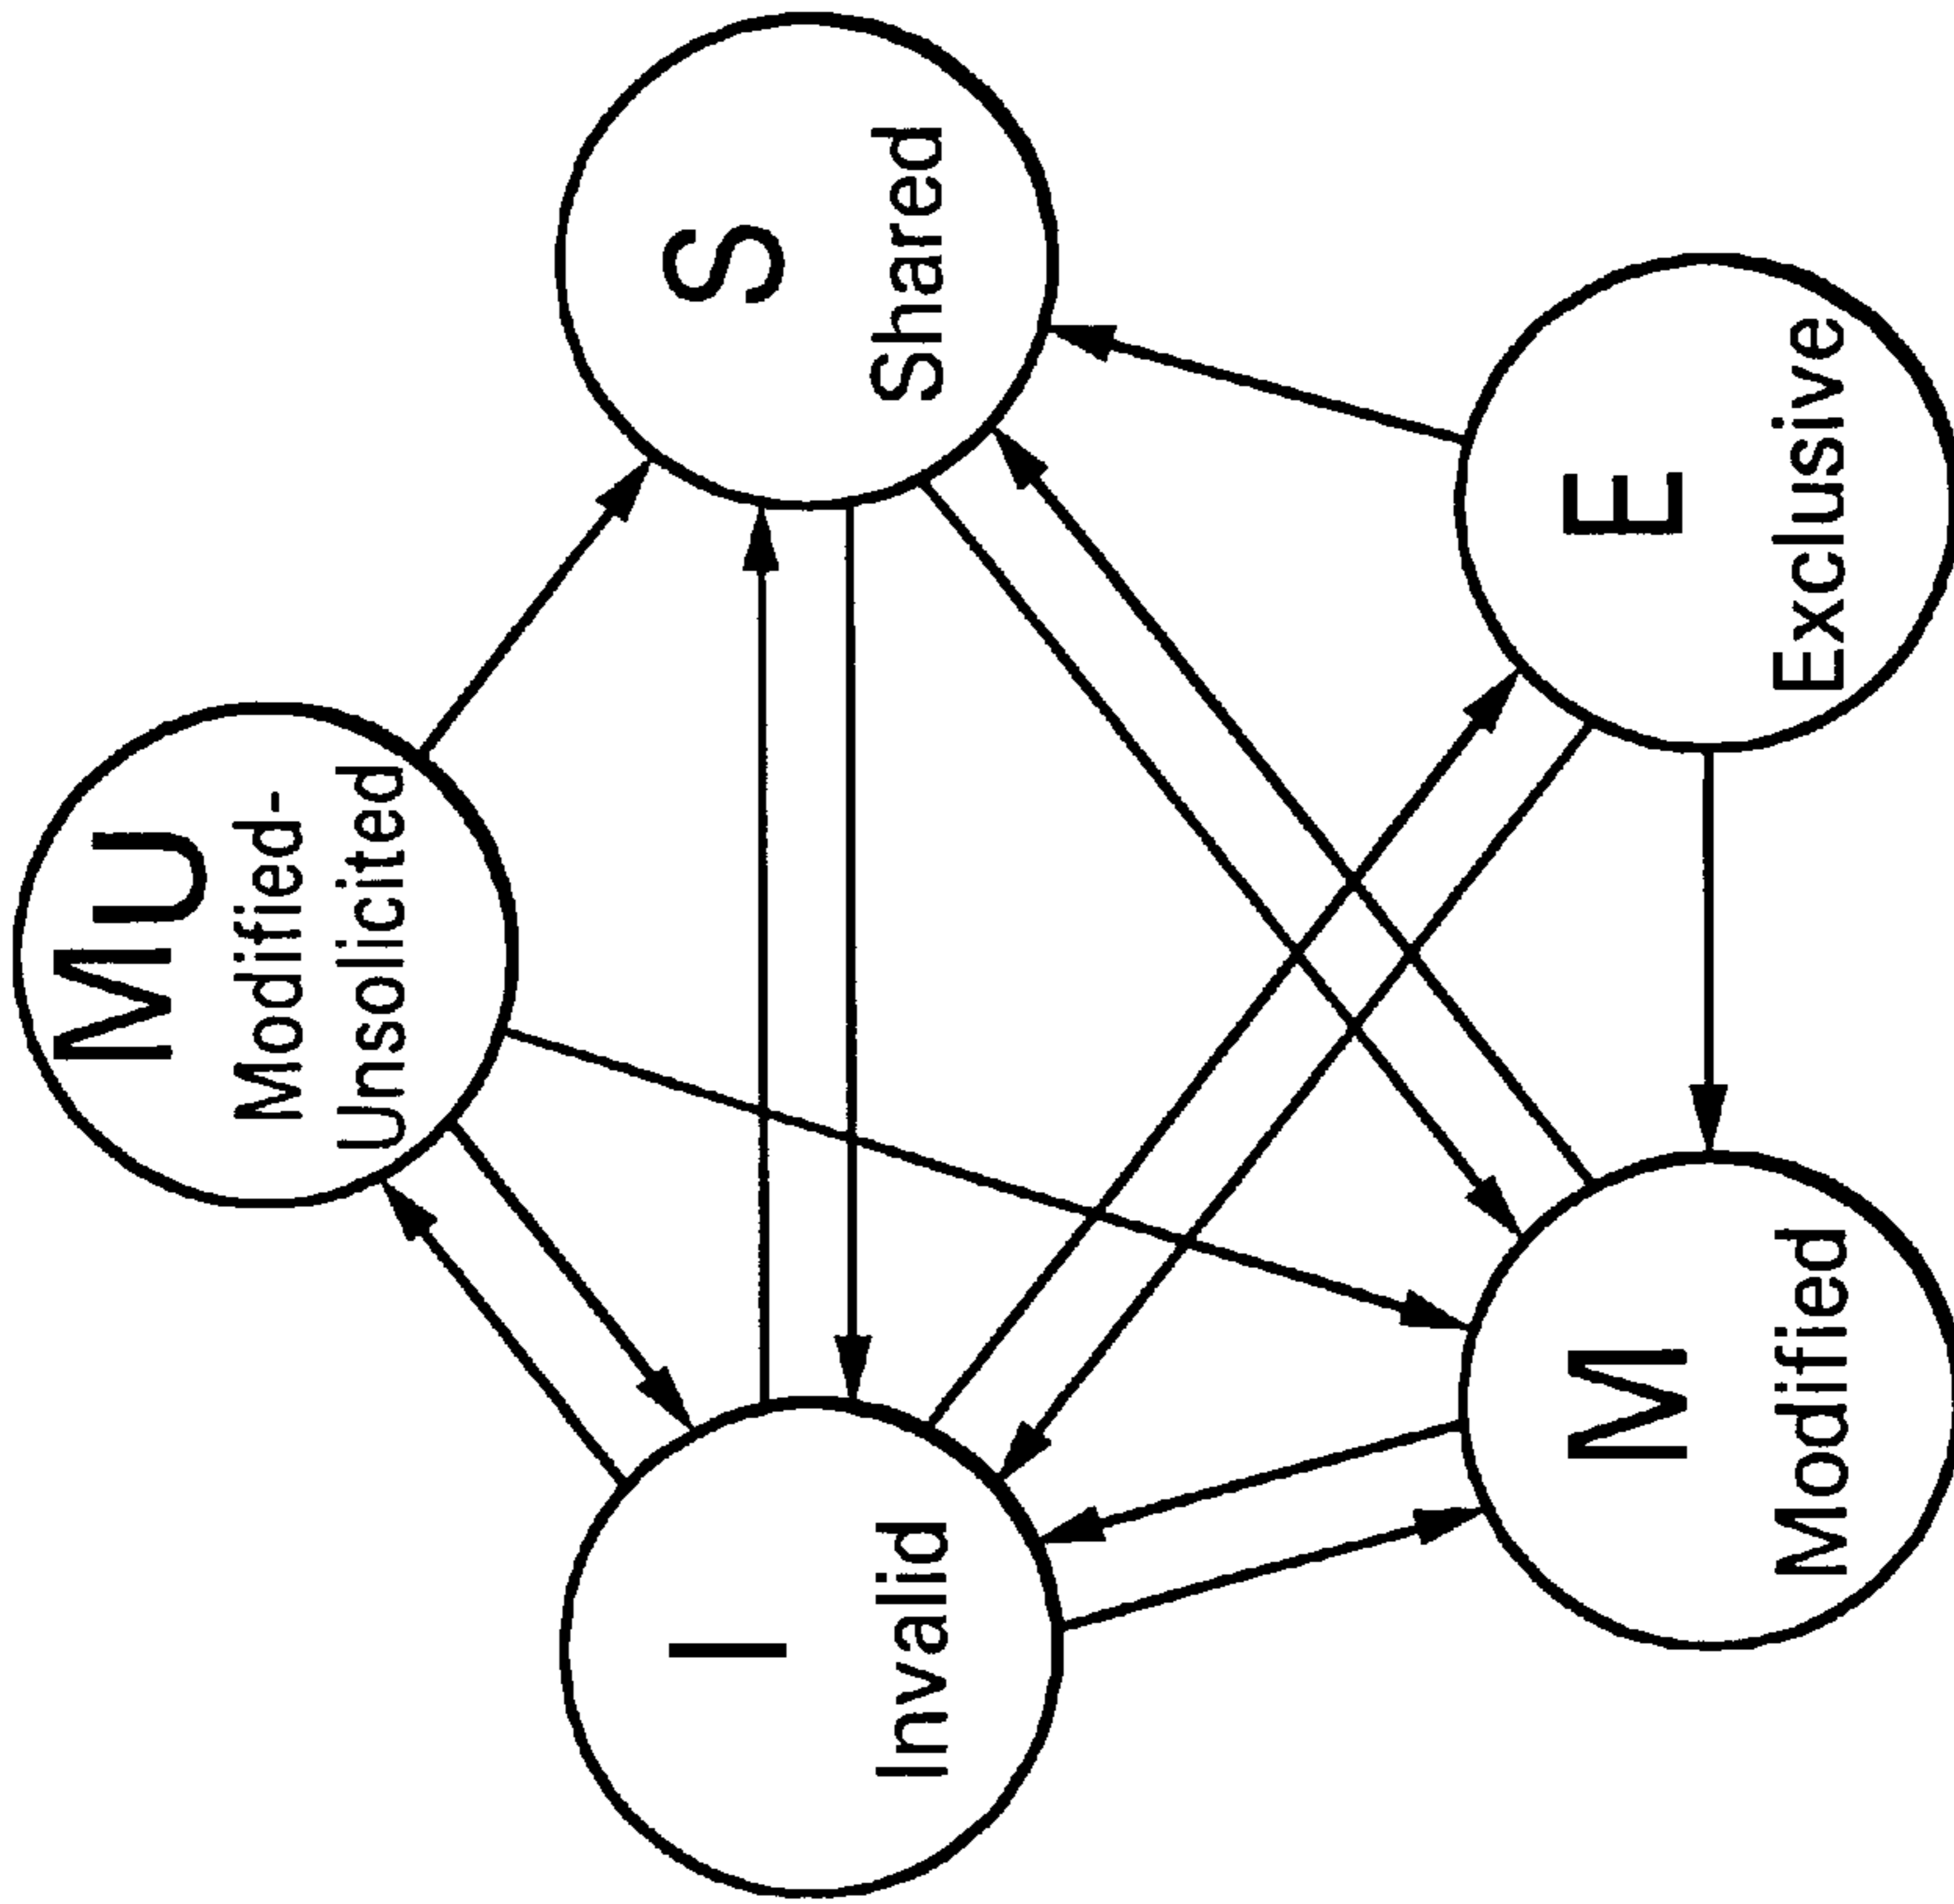 MU
Modified-
Unsolicited
I
Invalid
S
Shared
M
Modified
E
Exclusive